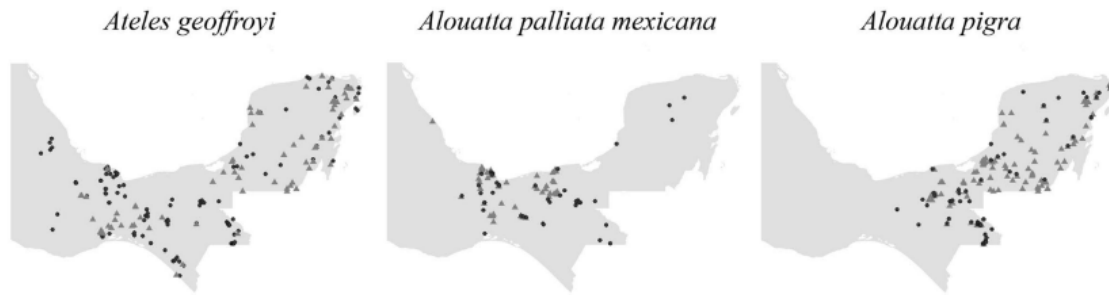 Ateles geoffroyi
Alouatta palliata mexicana
Alouatta pigra